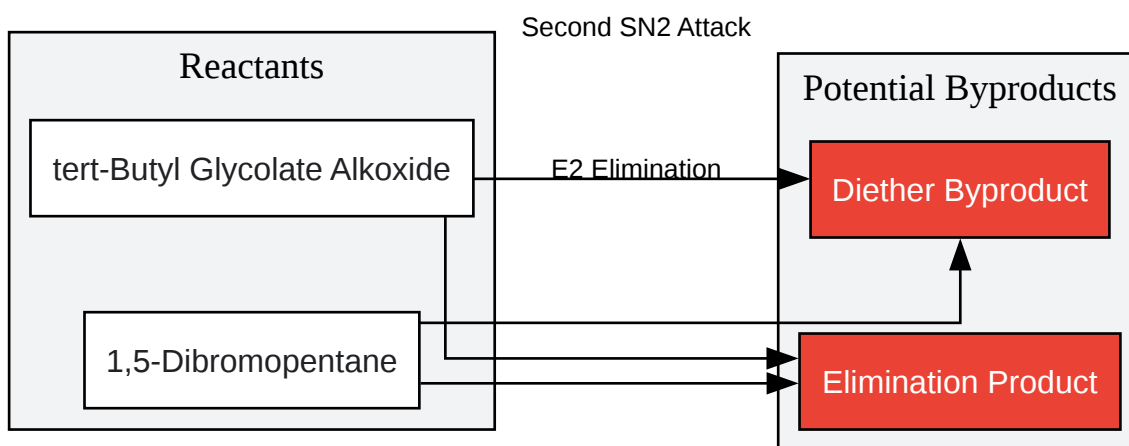 Second SN2 Attack
Reactants
Potential Byproducts
tert-Butyl Glycolate Alkoxide
E2 Elimination
Diether Byproduct
1,5-Dibromopentane
Elimination Product